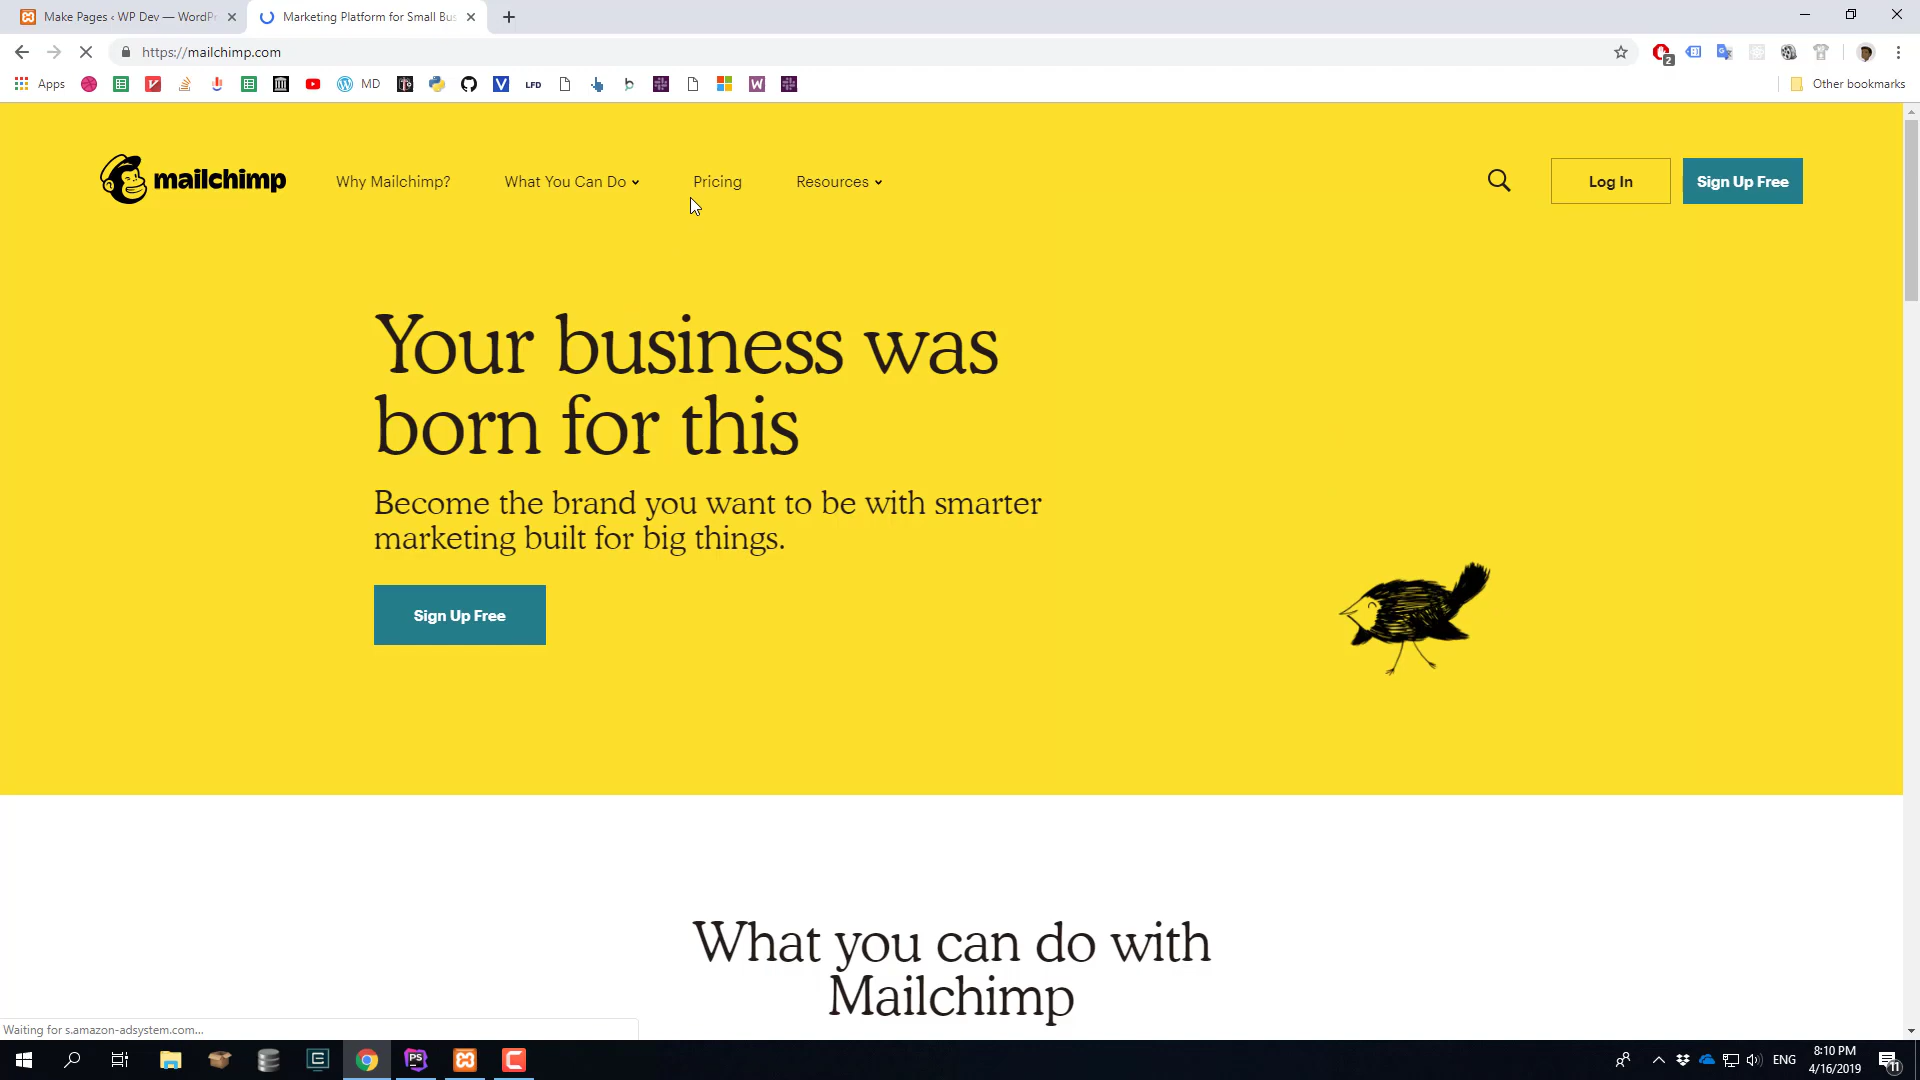 Make Pages ‹ WP Dev — WordPr
Marketing Platform for Small Bus
https://mailchimp.com
2
Apps
MD
LFD
Other bookmarks
mailchimp
Why Mailchimp?
What You Can Do
Pricing
Resources
Log In
Sign Up Free
Your business was
born for this
Become the brand you want to be with smarter
marketing built for big things.
Sign Up Free
What you can do with
Mailchimp
Waiting for s.amazon-adsystem.com...
ENG
8:10 PM
4/16/2019
11